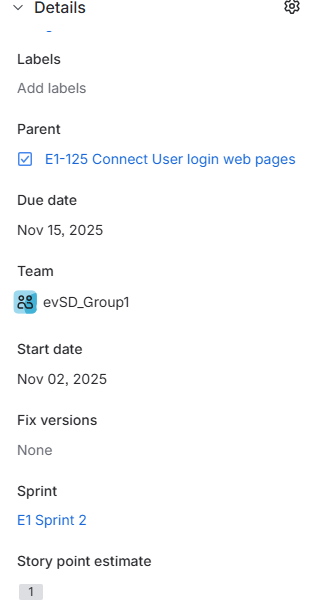 Details
Labels
Add labels
Parent
E1-125 Connect User login web pages
Due date
Nov 15, 2025
Team
evSD_Group1
Start date
Nov 02, 2025
Fix versions
None
Sprint
E1 Sprint 2
Story point estimate
1